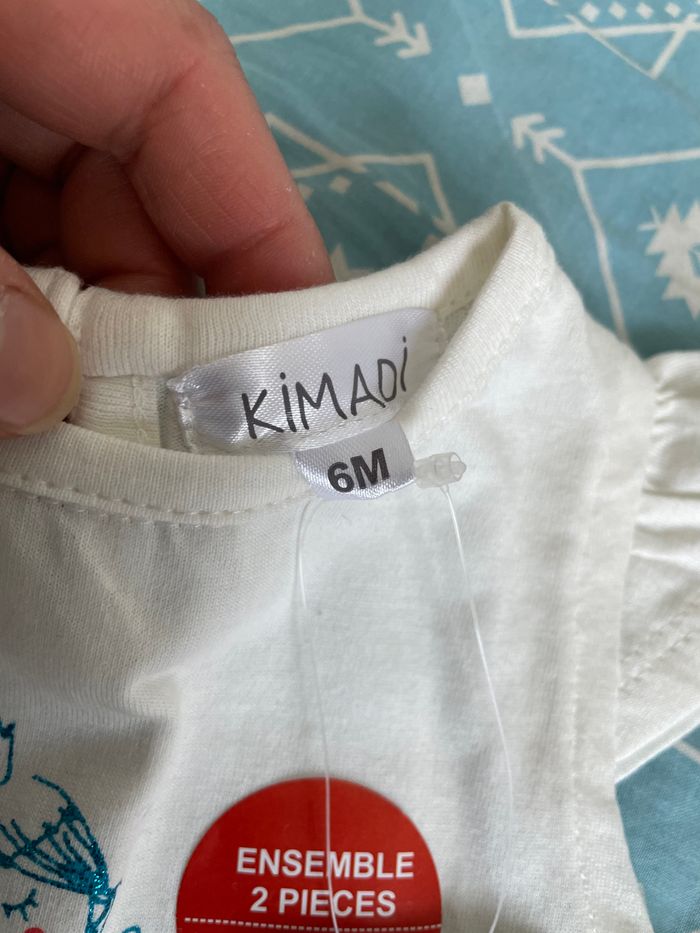 KiMADi
6M
ENSEMBLE
2 PIECES